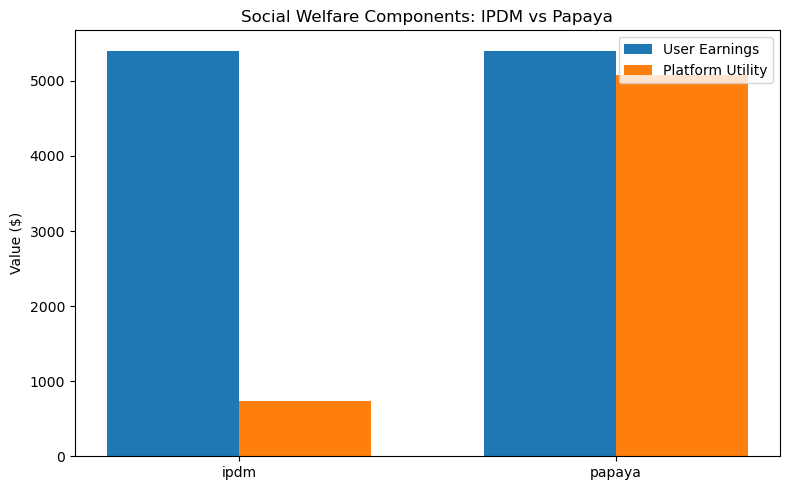 Social Welfare Components: IPDM vs Papaya
User Earnings
Platform Utility
Value ($)
5000
4000
3000
2000
1000
0
ipdm
papaya